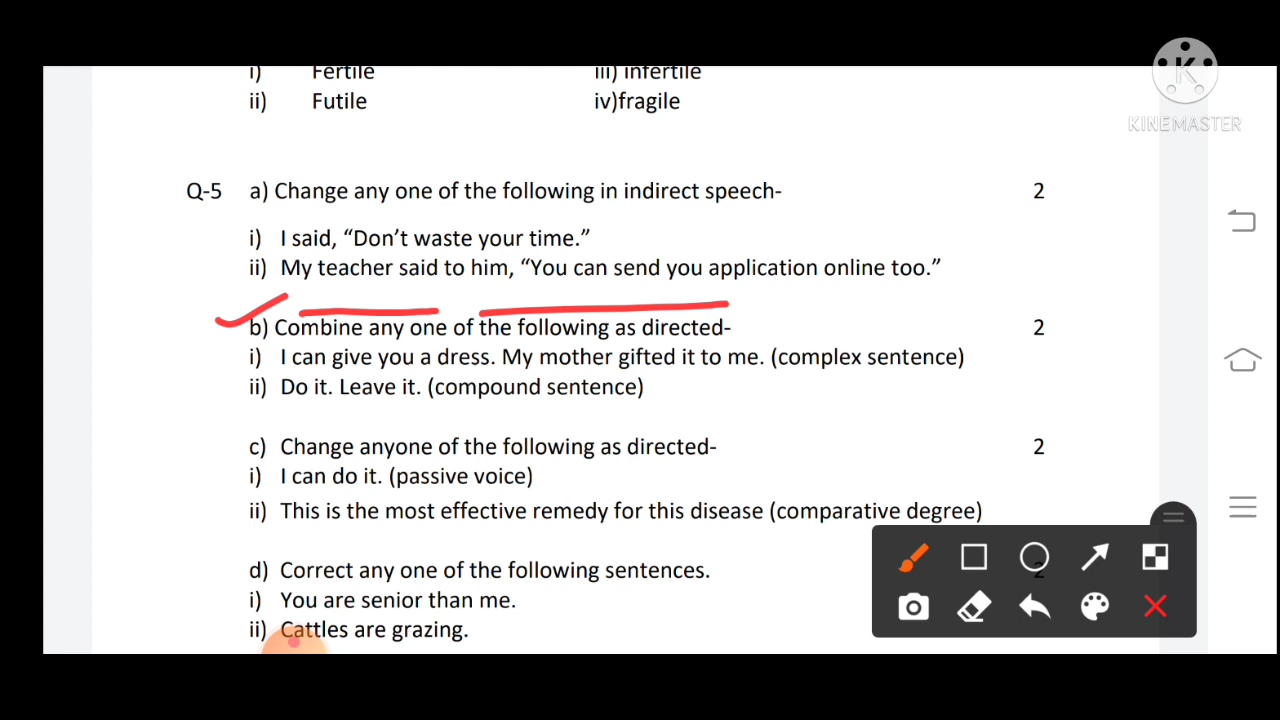 i) Fertile iii) infertile
ii) Futile iv)fragile
KINEMASTER
Q-5 a) Change any one of the following in indirect speech- 2
i) I said, “Don’t waste your time.”
ii) My teacher said to him, “You can send you application online too.”
b) Combine any one of the following as directed- 2
i) I can give you a dress. My mother gifted it to me. (complex sentence)
ii) Do it. Leave it. (compound sentence)
c) Change anyone of the following as directed- 2
i) I can do it. (passive voice)
ii) This is the most effective remedy for this disease (comparative degree)
d) Correct any one of the following sentences. 2
i) You are senior than me.
ii) Cattles are grazing.